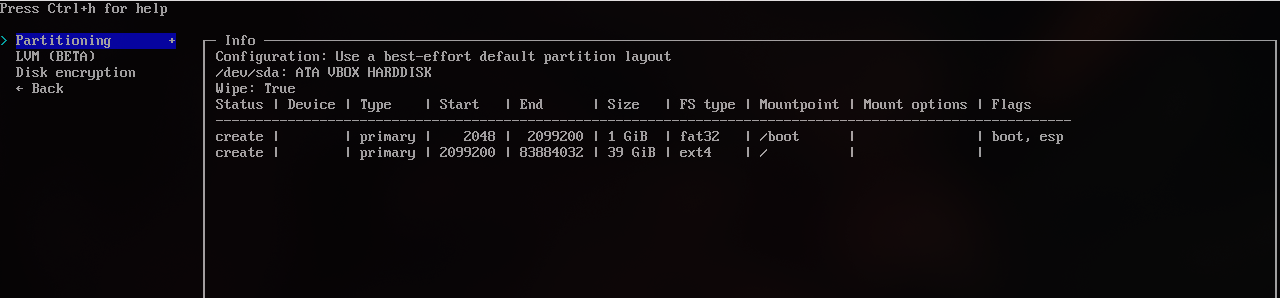 Press Ctrl+h for help
> Partitioning +
LVM (BETA)
Disk encryption
← Back
Info
Configuration: Use a best-effort default partition layout
/dev/sda: ATA VBOX HARDDISK
Wipe: True
Status | Device | Type | Start | End | Size | FS type | Mountpoint | Mount options | Flags
create | | primary | 2048 | 2099200 | 1 GiB | fat32 | /boot | | boot, esp
create | | primary | 2099200 | 83884032 | 39 GiB | ext4 | / | |